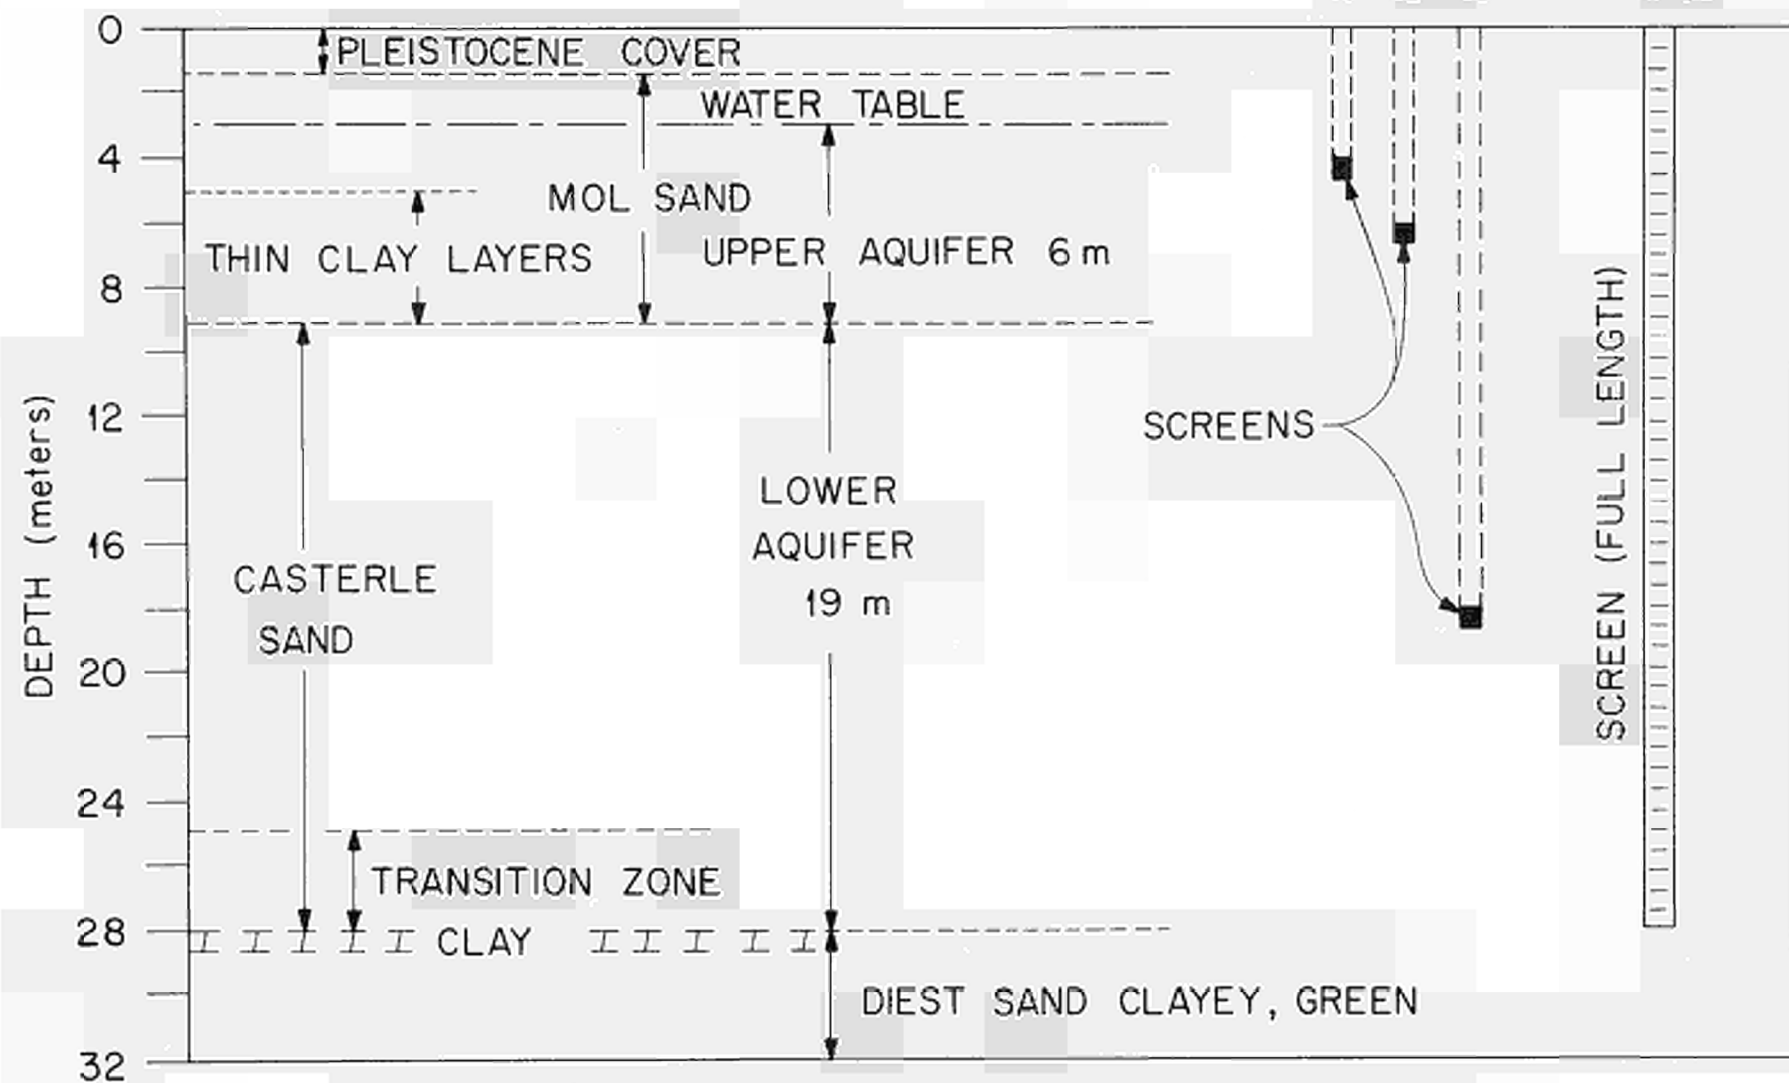 0
PLEISTOCENE COVER
WATER TABLE
4
MOL SAND
THIN CLAY LAYERS
UPPER AQUIFER 6 m
8
12
SCREENS
LOWER
AQUIFER
19 m
16
CASTERLE
SAND
20
24
TRANSITION ZONE
28
CLAY
DIEST SAND CLAYEY, GREEN
32
DEPTH (meters)
SCREEN (FULL LENGTH)